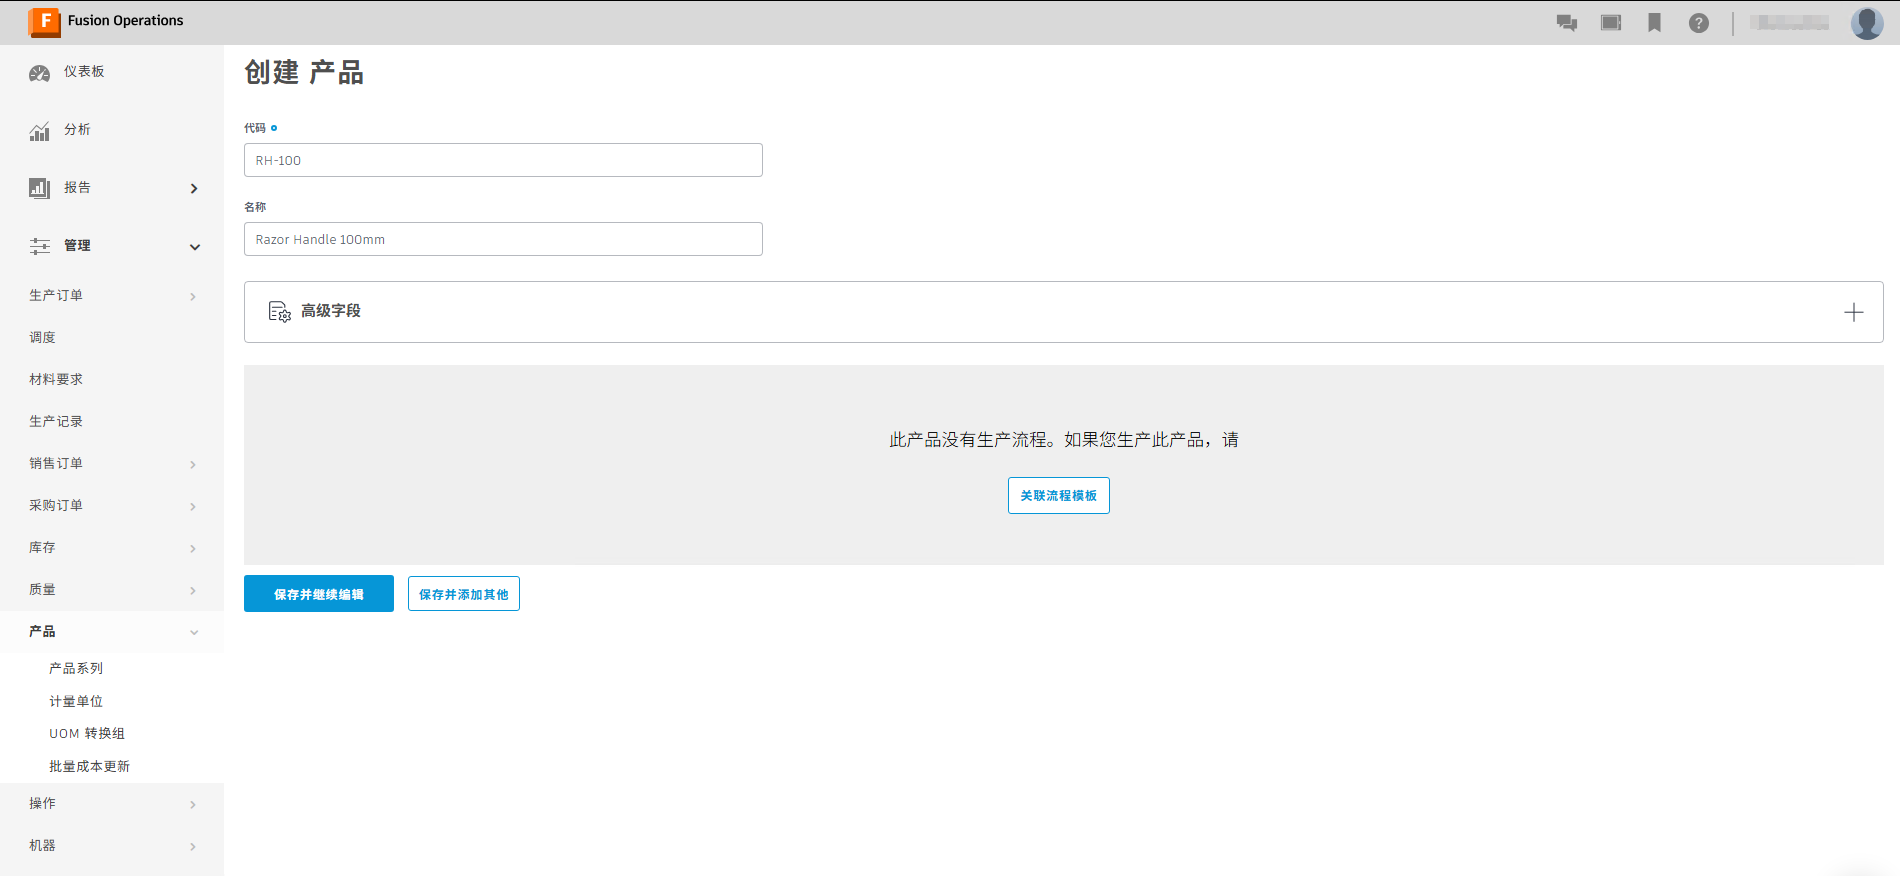 F Fusion Operations
?
仪表板
分析
报告
管理
生产订单
调度
材料要求
生产记录
销售订单
采购订单
库存
质量
产品
产品系列
计量单位
UOM 转换组
批量成本更新
操作
机器
创建 产品
代码
RH-100
名称
Razor Handle 100mm
高级字段
此产品没有生产流程。如果您生产此产品，请
关联流程模板
保存并继续编辑
保存并添加其他